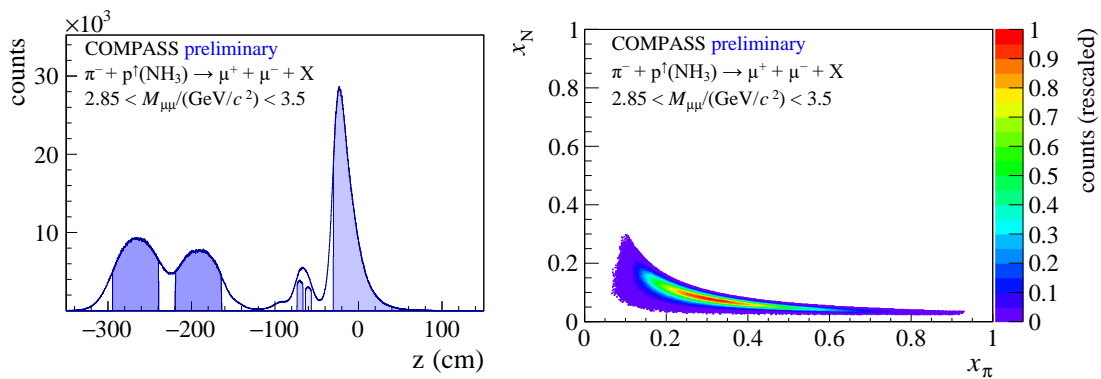 ×10³
counts
30
20
10
COMPASS preliminary
π⁻ + p↑(NH₃) → μ⁺ + μ⁻ + X
2.85 < Mμμ/(GeV/c²) < 3.5
−300 −200 −100 0 100
z (cm)
x_N
1
0.8
0.6
0.4
0.2
0
COMPASS preliminary
π⁻ + p↑(NH₃) → μ⁺ + μ⁻ + X
2.85 < Mμμ/(GeV/c²) < 3.5
0 0.2 0.4 0.6 0.8 1
x_π
1
0.9
0.8
0.7
0.6
0.5
0.4
0.3
0.2
0.1
0
counts (rescaled)